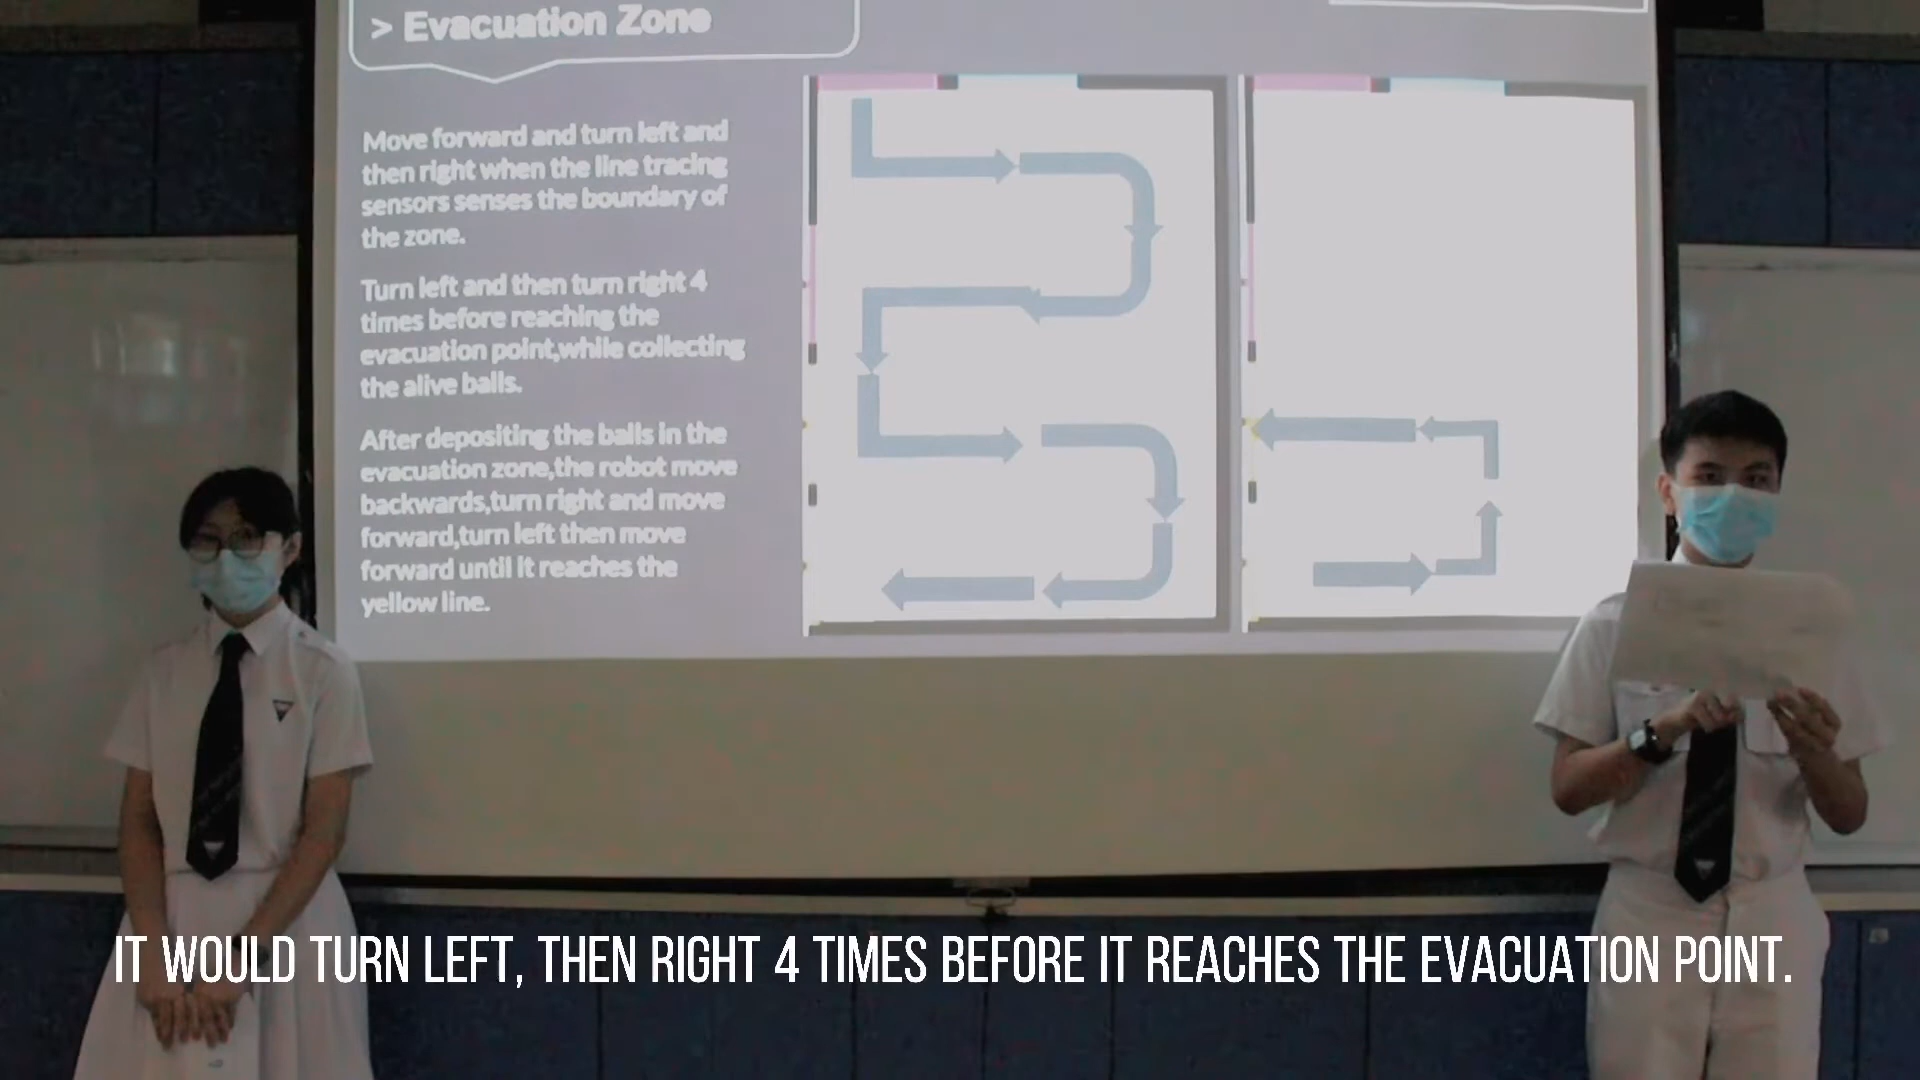 > Evacuation Zone
Move forward and turn left and
then right when the line tracing
sensors senses the boundary of
the zone.
Turn left and then turn right 4
times before reaching the
evacuation point,while collecting
the alive balls.
After depositing the balls in the
evacuation zone,the robot move
backwards,turn right and move
forward,turn left then move
forward until it reaches the
yellow line.
IT WOULD TURN LEFT, THEN RIGHT 4 TIMES BEFORE IT REACHES THE EVACUATION POINT.